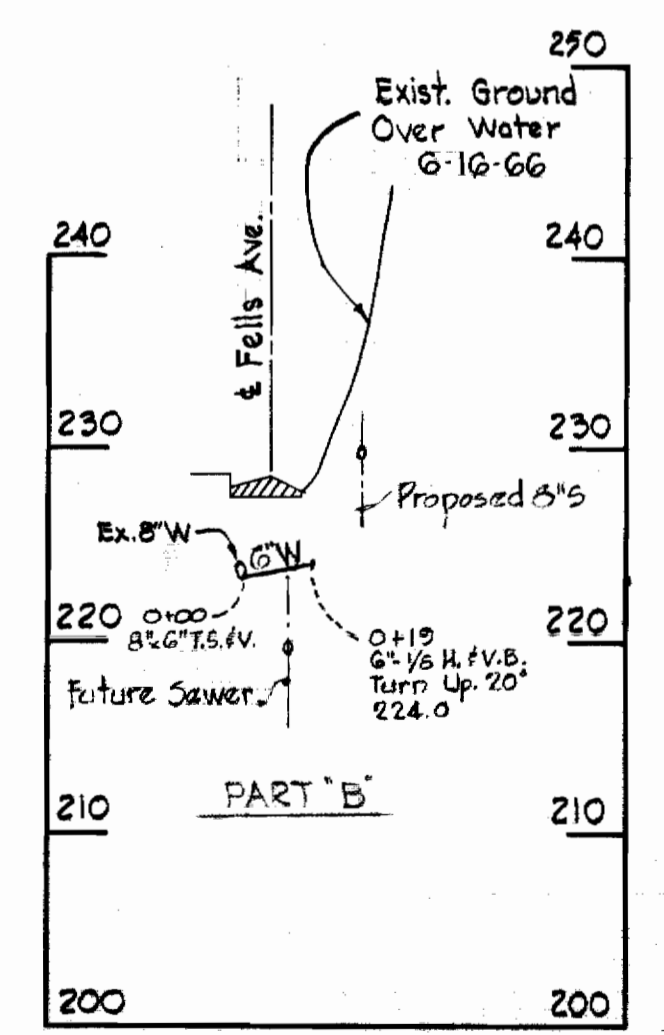 250
Exist. Ground
Over Water
6-16-66
240
240
℄ Fells Ave.
230
230
Proposed 8"S
Ex. 8"W
6"W
220
220
0+00
8"x6" T.S.&V.
0+19
6"-1/8 H.&V.B.
Turn Up. 20°
224.0
Future Sewer
PART "B"
210
210
200
200